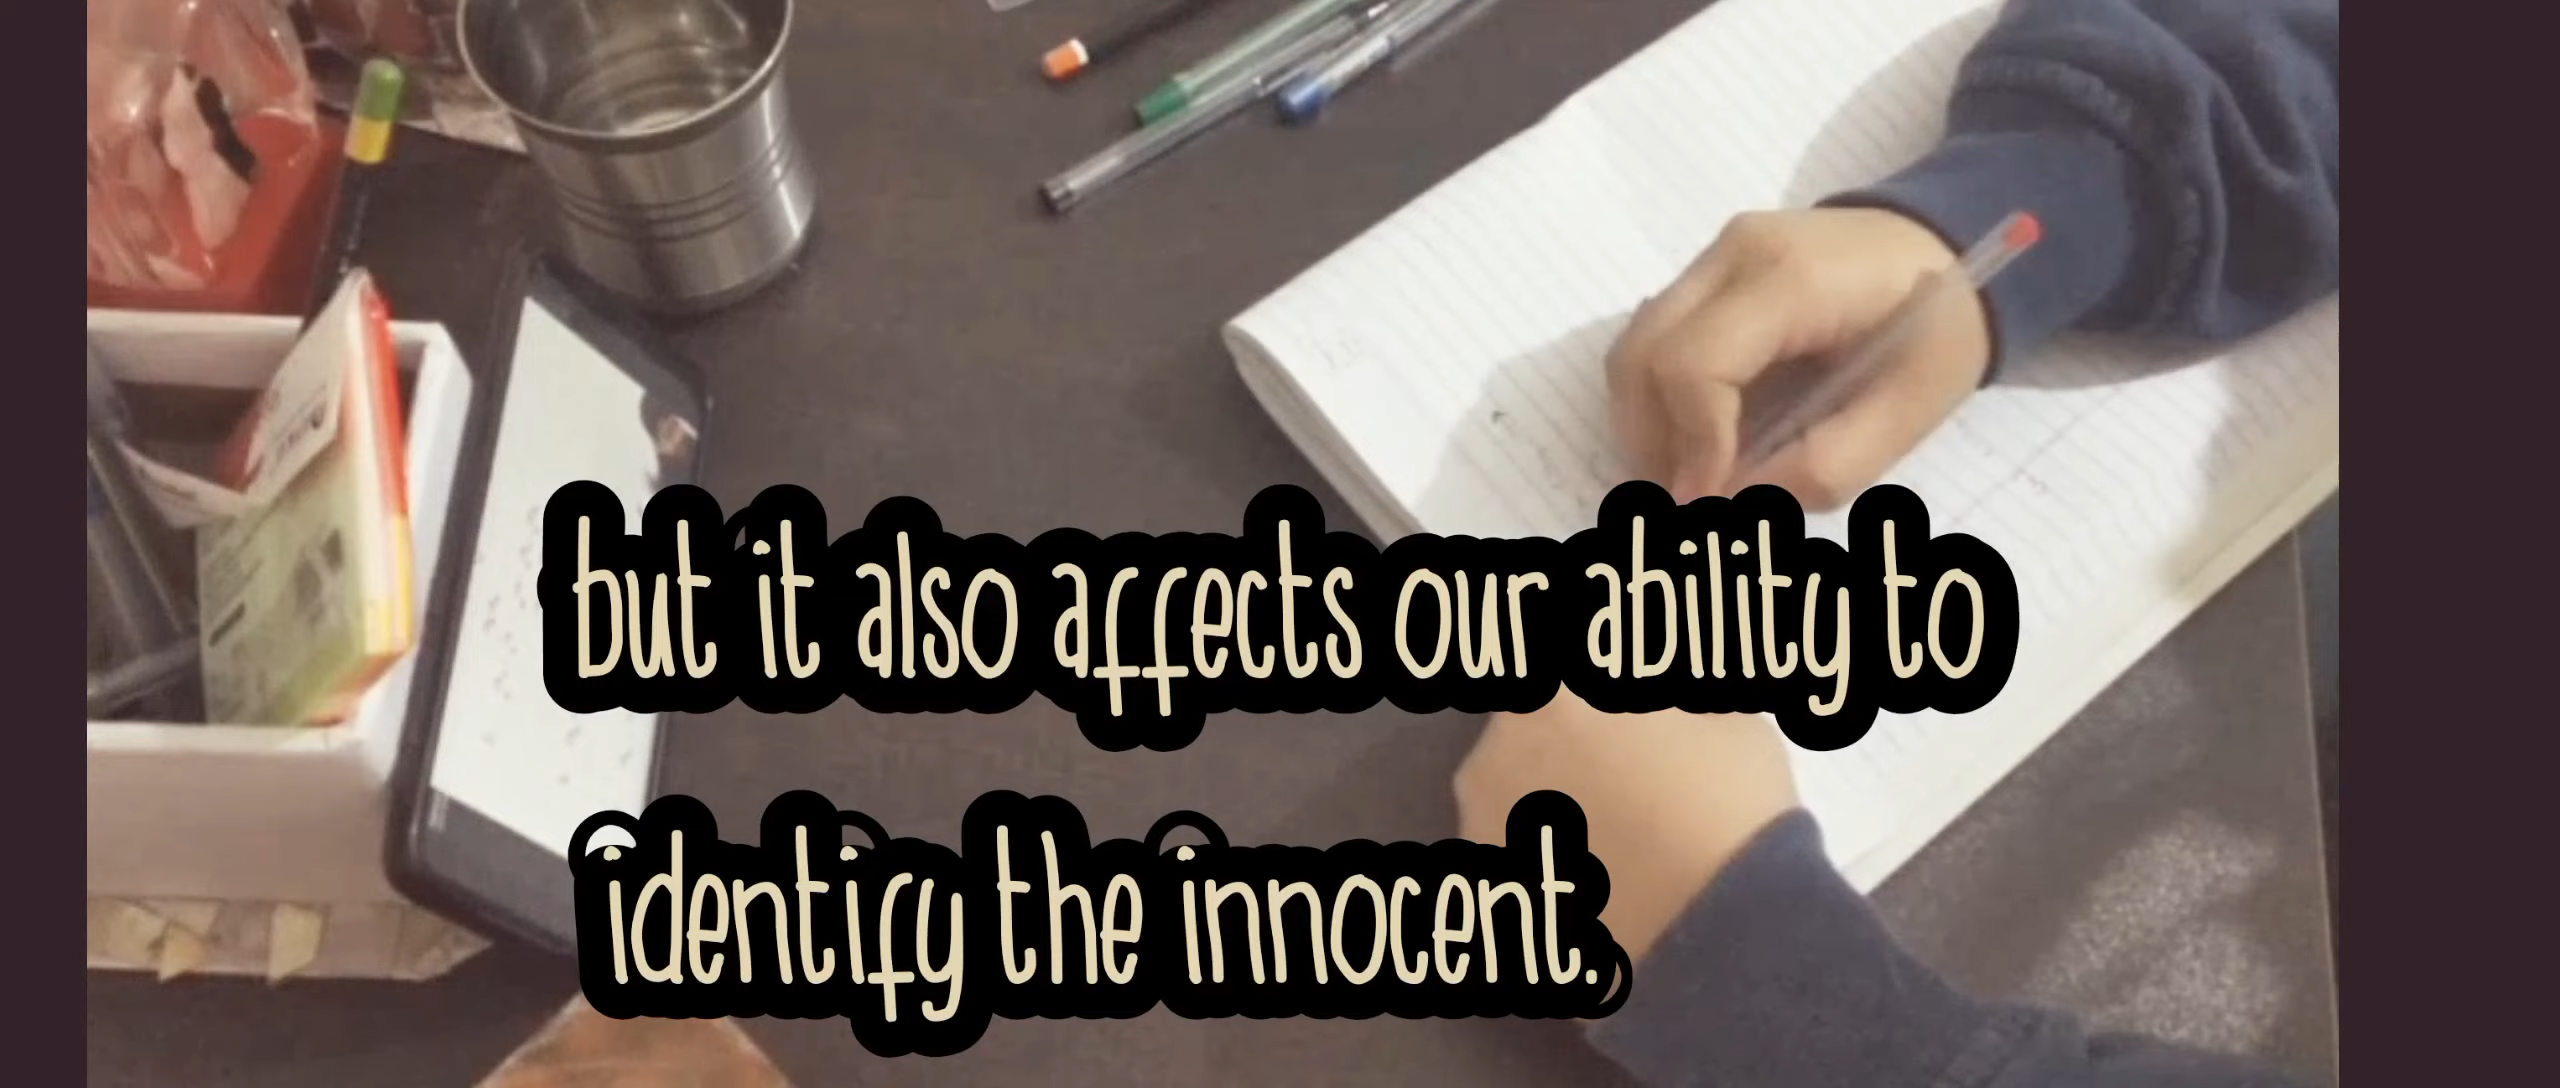 but it also affects our ability to
identify the innocent.